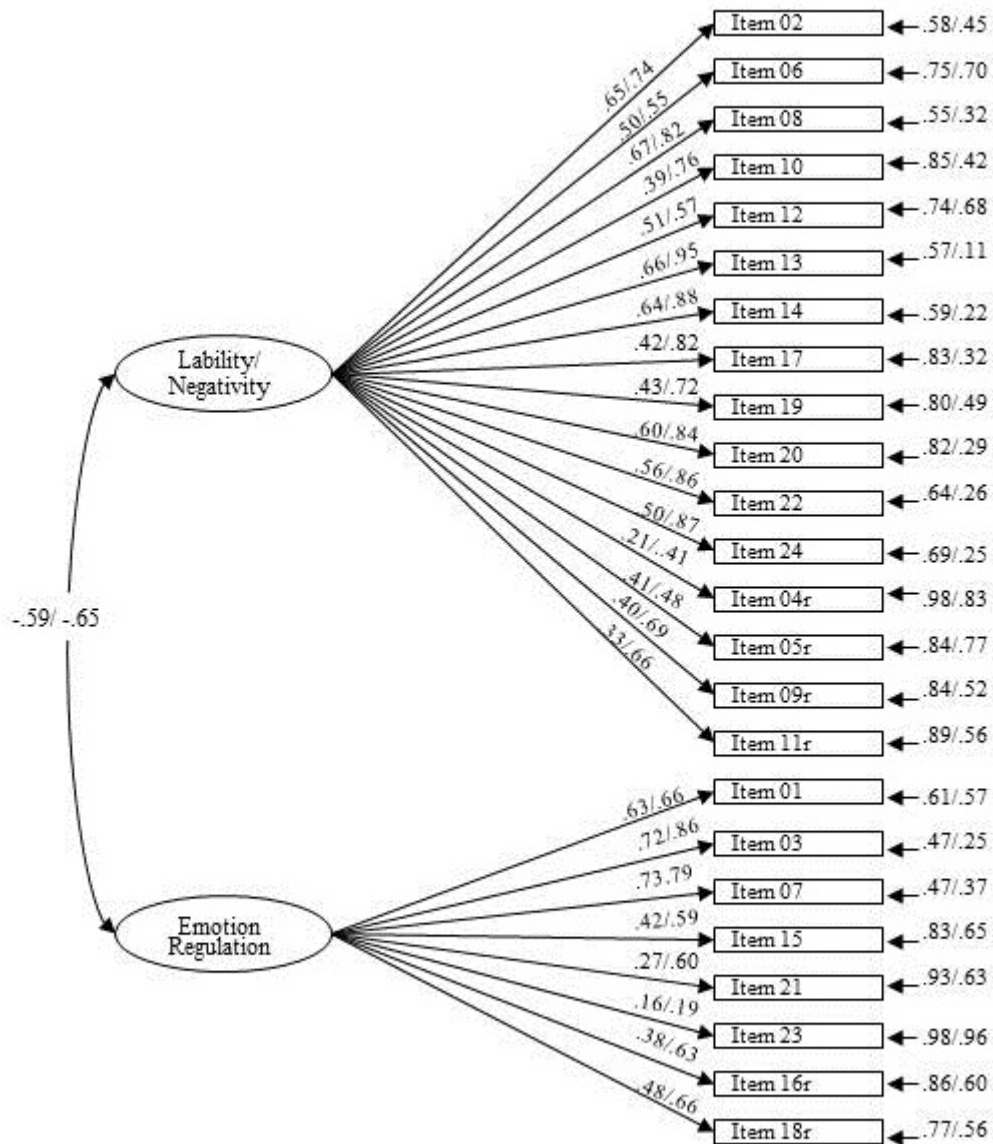 Item 02
.58/.45
.65/.74
Item 06
.75/.70
.50/.55
Item 08
.55/.32
.67/.82
Item 10
.85/.42
.39/.76
Item 12
.74/.68
.51/.57
Item 13
.57/.11
.66/.95
Item 14
.59/.22
.64/.88
Item 17
.83/.32
.42/.82
Item 19
.80/.49
.43/.72
Item 20
.82/.29
.60/.84
Item 22
.64/.26
.56/.86
Item 24
.69/.25
.50/.87
Item 04r
.98/.83
.21/..41
Item 05r
.84/.77
.41/.48
Item 09r
.84/.52
.40/.69
Item 11r
.89/.56
.33/.66
Lability/
Negativity
-.59/ -.65
Item 01
.61/.57
.63/.66
Item 03
.47/.25
.72/.86
Item 07
.47/.37
.73.79
Item 15
.83/.65
.42/.59
Item 21
.93/.63
.27/.60
Item 23
.98/.96
.16/.19
Item 16r
.86/.60
.38/.63
Item 18r
.77/.56
.48/.66
Emotion
Regulation